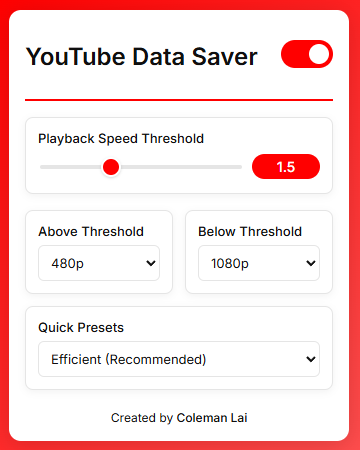 YouTube Data Saver
Playback Speed Threshold
1.5
Above Threshold
480p
Below Threshold
1080p
Quick Presets
Efficient (Recommended)
Created by Coleman Lai